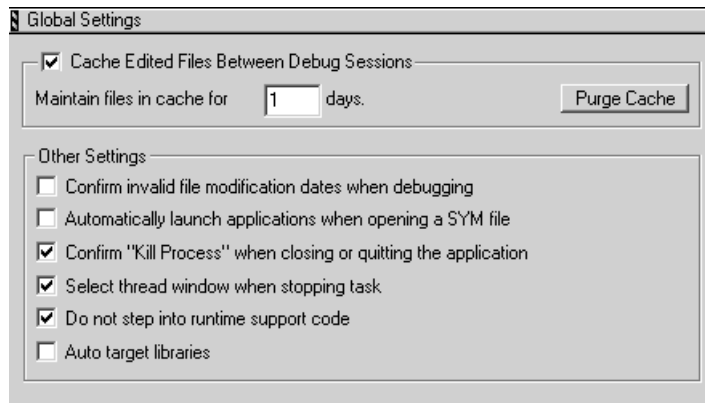 Global Settings
Cache Edited Files Between Debug Sessions
Maintain files in cache for 1 days. Purge Cache
Other Settings
Confirm invalid file modification dates when debugging
Automatically launch applications when opening a SYM file
Confirm "Kill Process" when closing or quitting the application
Select thread window when stopping task
Do not step into runtime support code
Auto target libraries